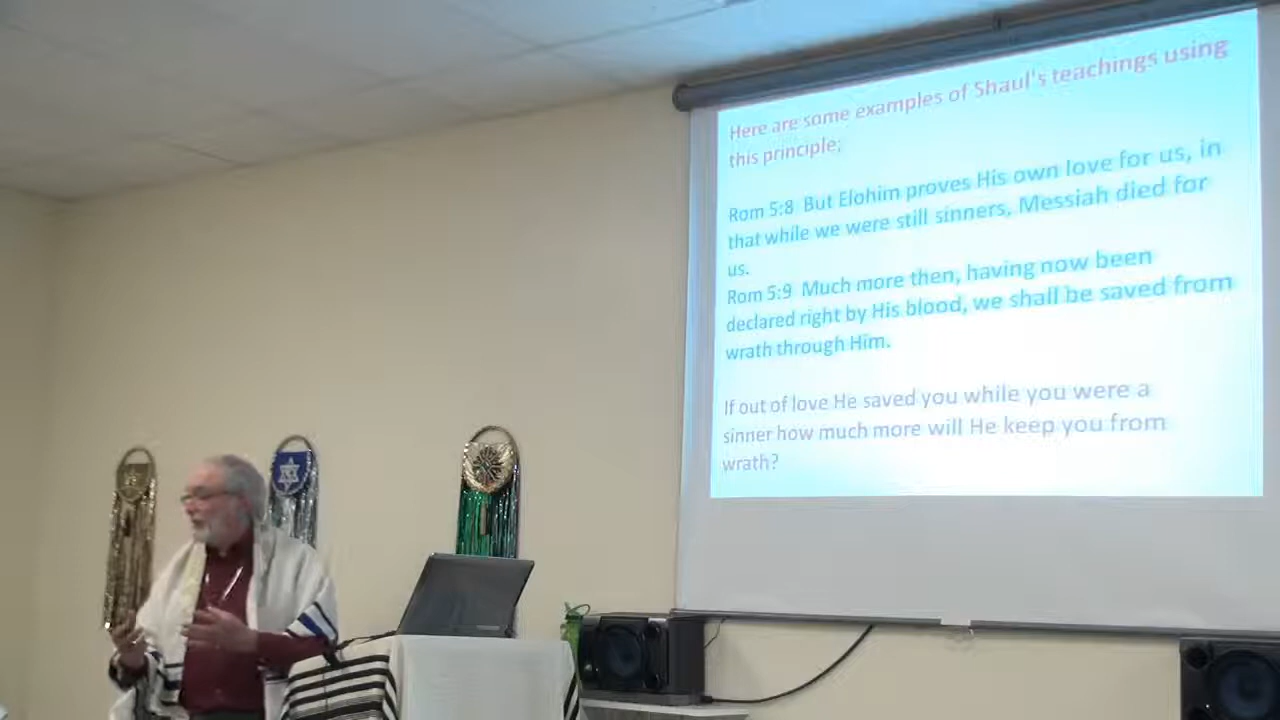 Here are some examples of Shaul's teachings using
this principle;
Rom 5:8 But Elohim proves His own love for us, in
that while we were still sinners, Messiah died for
us.
Rom 5:9 Much more then, having now been
declared right by His blood, we shall be saved from
wrath through Him.
If out of love He saved you while you were a
sinner how much more will He keep you from
wrath?